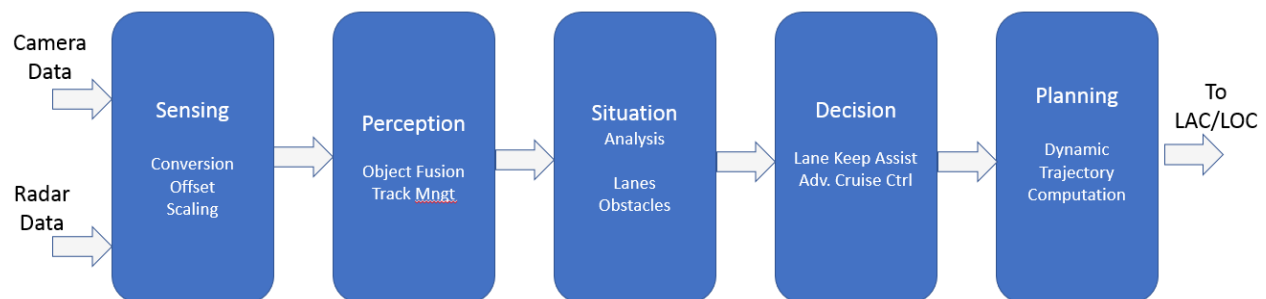 Camera
Data
Radar
Data
Sensing
Conversion
Offset
Scaling
Perception
Object Fusion
Track Mngt
Situation
Analysis
Lanes
Obstacles
Decision
Lane Keep Assist
Adv. Cruise Ctrl
Planning
Dynamic
Trajectory
Computation
To
LAC/LOC